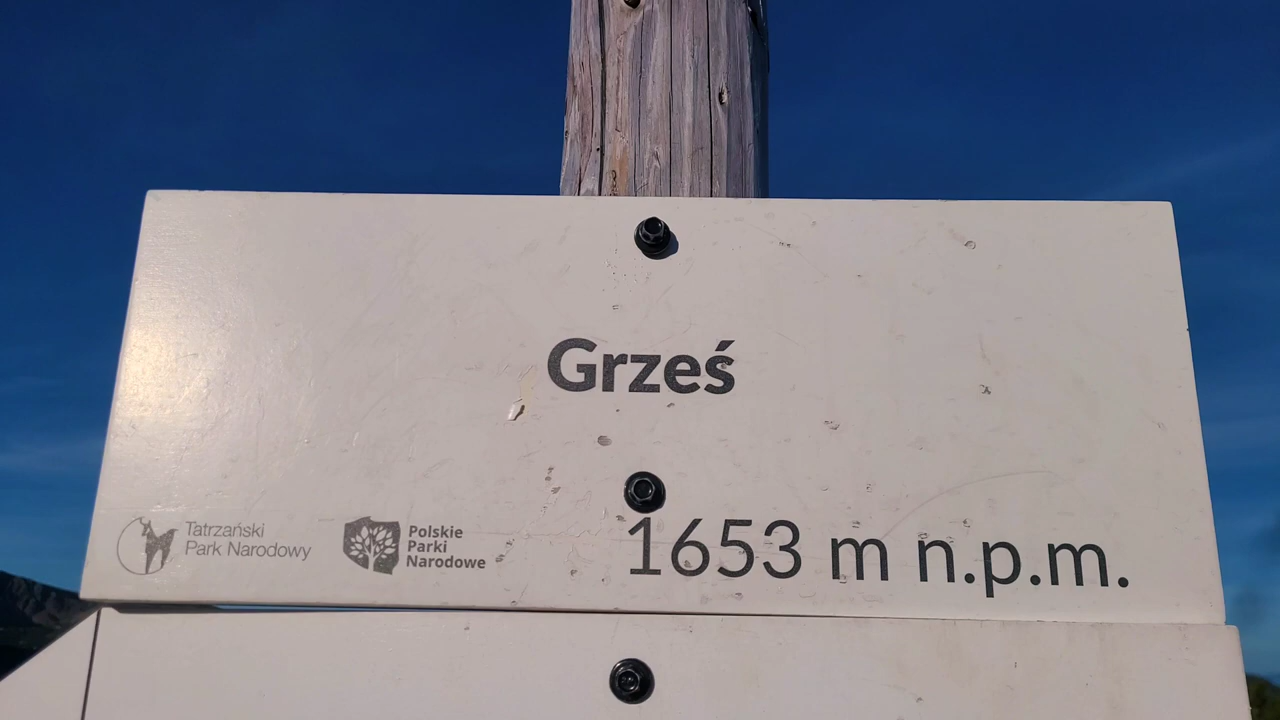 Grześ
1653 m n.p.m.
Tatrzański
Park Narodowy
Polskie
Parki
Narodowe